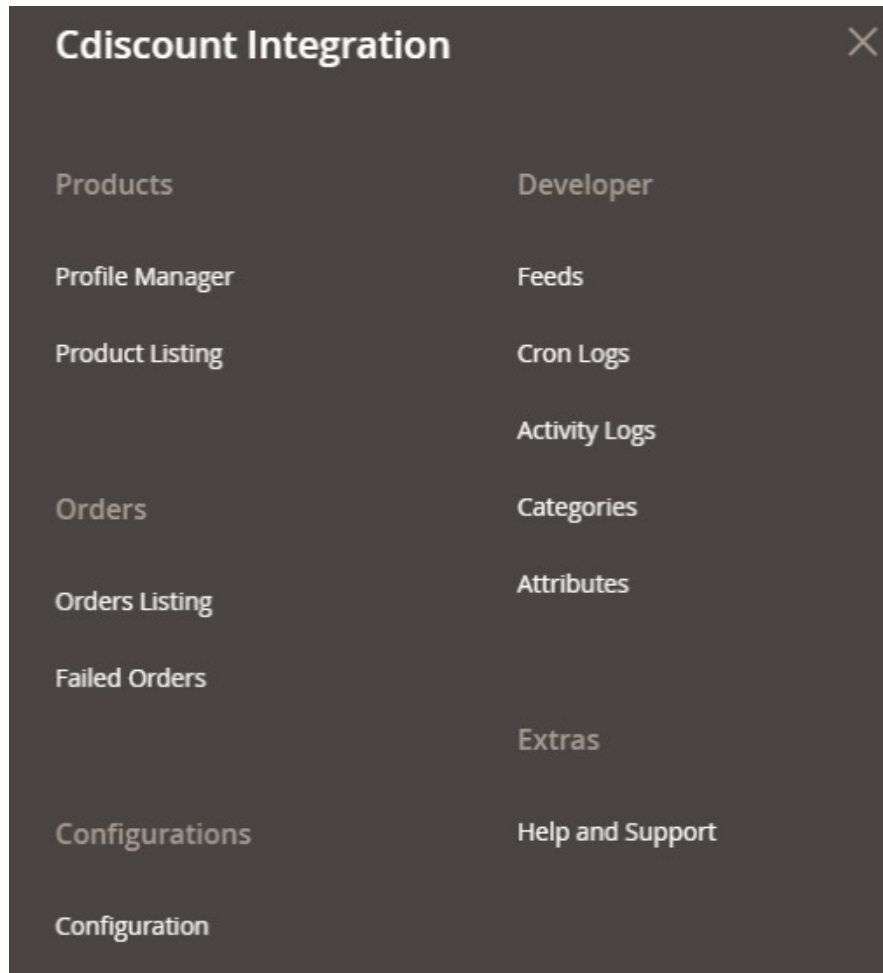 Cdiscount Integration
Products
Profile Manager
Product Listing
Orders
Orders Listing
Failed Orders
Configurations
Configuration
Developer
Feeds
Cron Logs
Activity Logs
Categories
Attributes
Extras
Help and Support